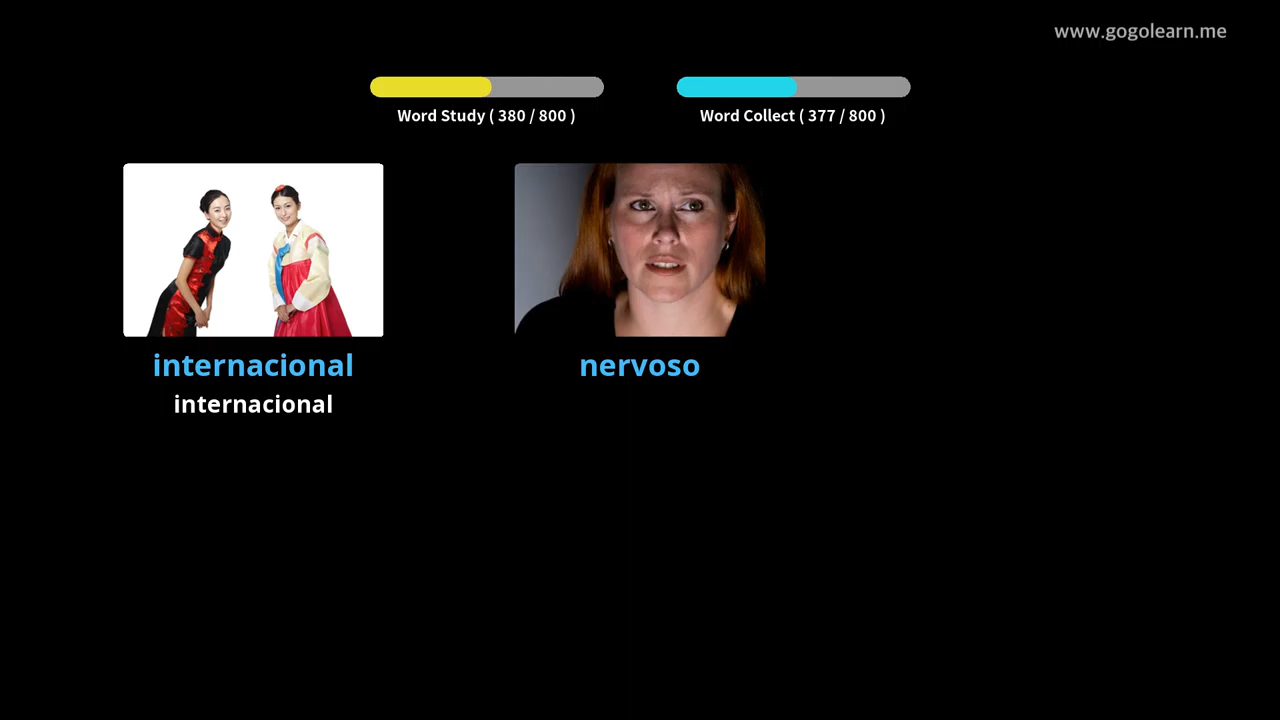 www.gogolearn.me
Word Study ( 380 / 800 )
Word Collect ( 377 / 800 )
internacional
internacional
nervoso